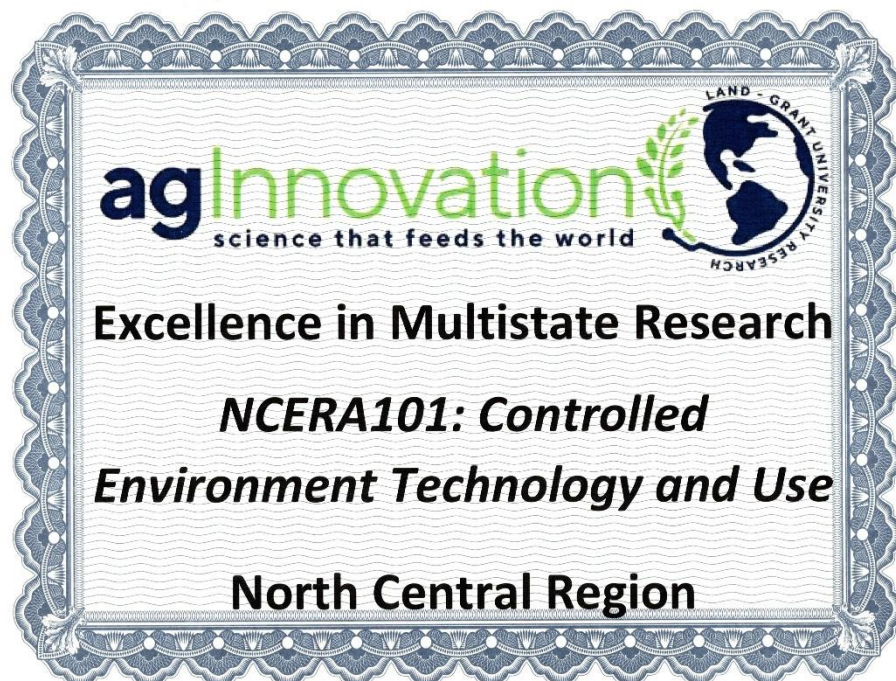 agInnovation
science that feeds the world
LAND - GRANT UNIVERSITY RESEARCH
Excellence in Multistate Research
NCERA101: Controlled
Environment Technology and Use
North Central Region